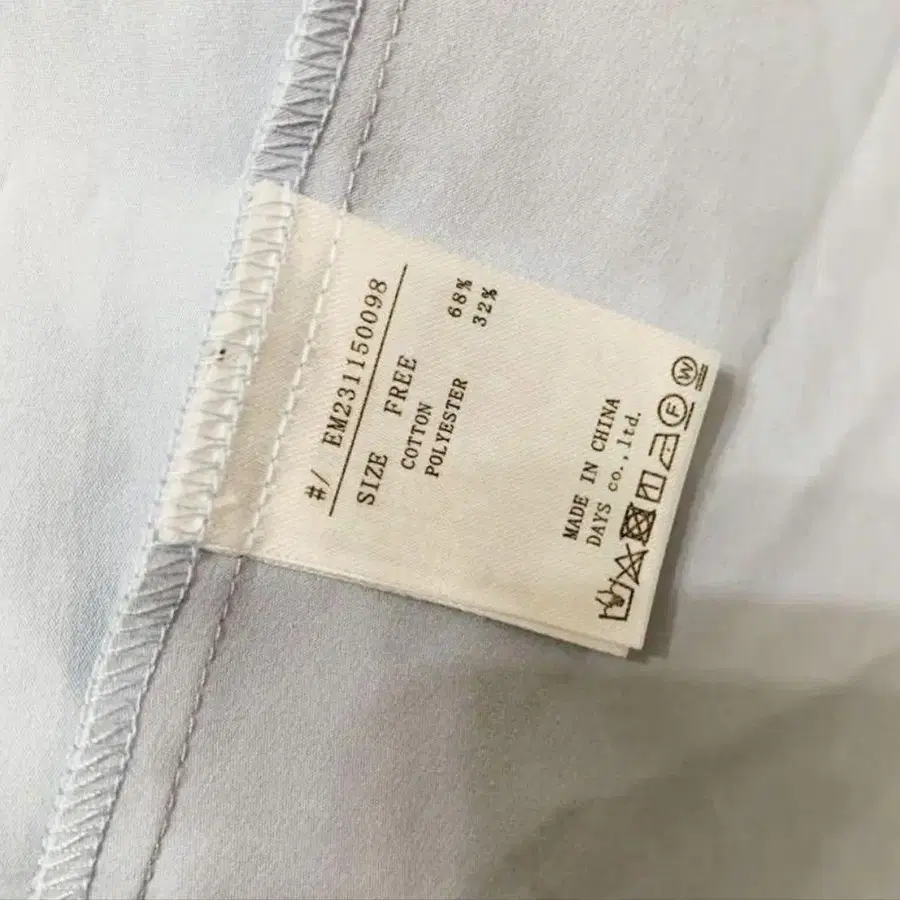 #/ EM231150098
SIZE FREE
COTTON 68%
POLYESTER 32%
MADE IN CHINA
DAYS co.,ltd.
F W